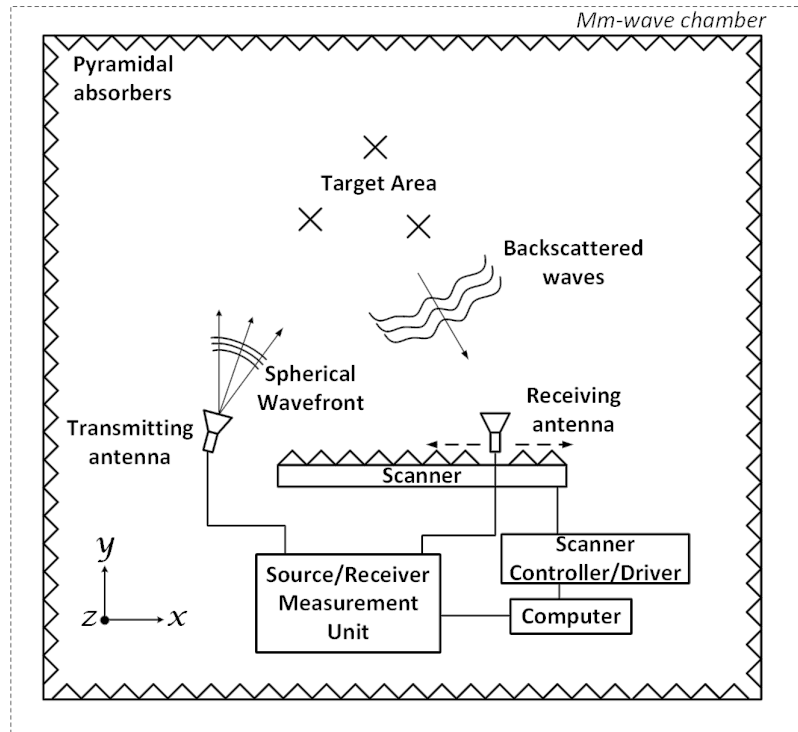 Mm-wave chamber
Pyramidal
absorbers
Target Area
Backscattered
waves
Spherical
Wavefront
Receiving
antenna
Transmitting
antenna
Scanner
y
z
x
Source/Receiver
Measurement
Unit
Scanner
Controller/Driver
Computer